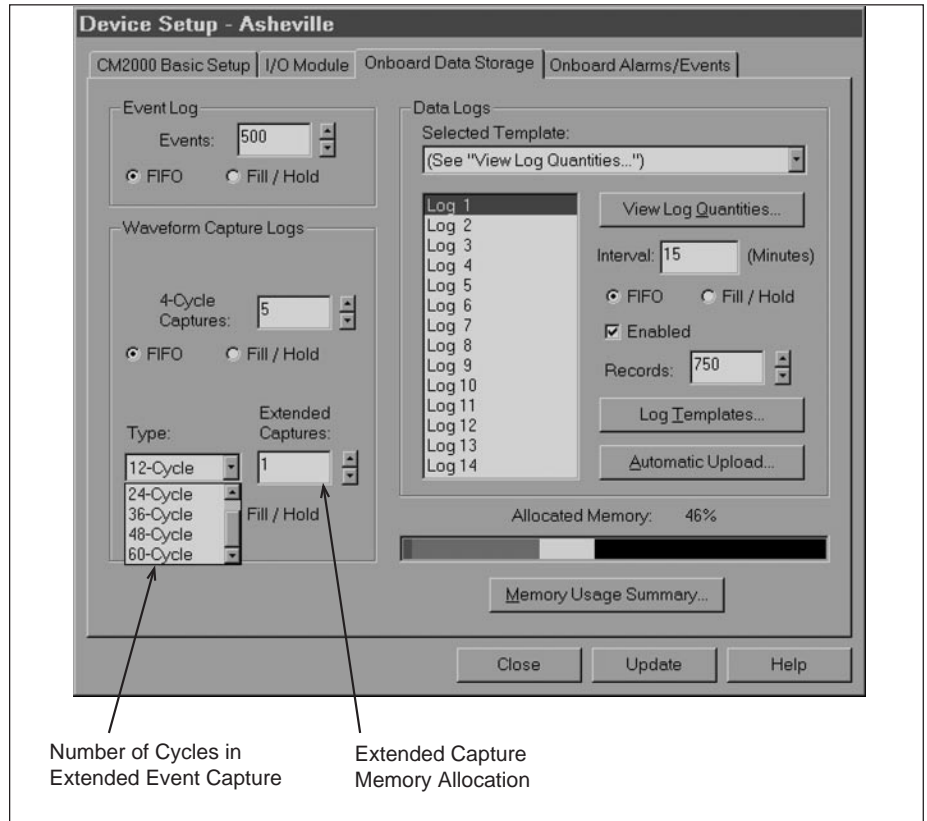 Device Setup - Asheville
CM2000 Basic Setup
I/O Module
Onboard Data Storage
Onboard Alarms/Events
Event Log
Events:
500
FIFO
Fill / Hold
Waveform Capture Logs
4-Cycle
Captures:
5
FIFO
Fill / Hold
Type:
Extended
Captures:
12-Cycle
1
24-Cycle
36-Cycle
48-Cycle
60-Cycle
Fill / Hold
Data Logs
Selected Template:
(See "View Log Quantities...")
Log 1
Log 2
Log 3
Log 4
Log 5
Log 6
Log 7
Log 8
Log 9
Log 10
Log 11
Log 12
Log 13
Log 14
View Log Quantities...
Interval: 15 (Minutes)
FIFO
Fill / Hold
Enabled
Records: 750
Log Templates...
Automatic Upload...
Allocated Memory: 46%
Memory Usage Summary...
Close
Update
Help
Number of Cycles in
Extended Event Capture
Extended Capture
Memory Allocation